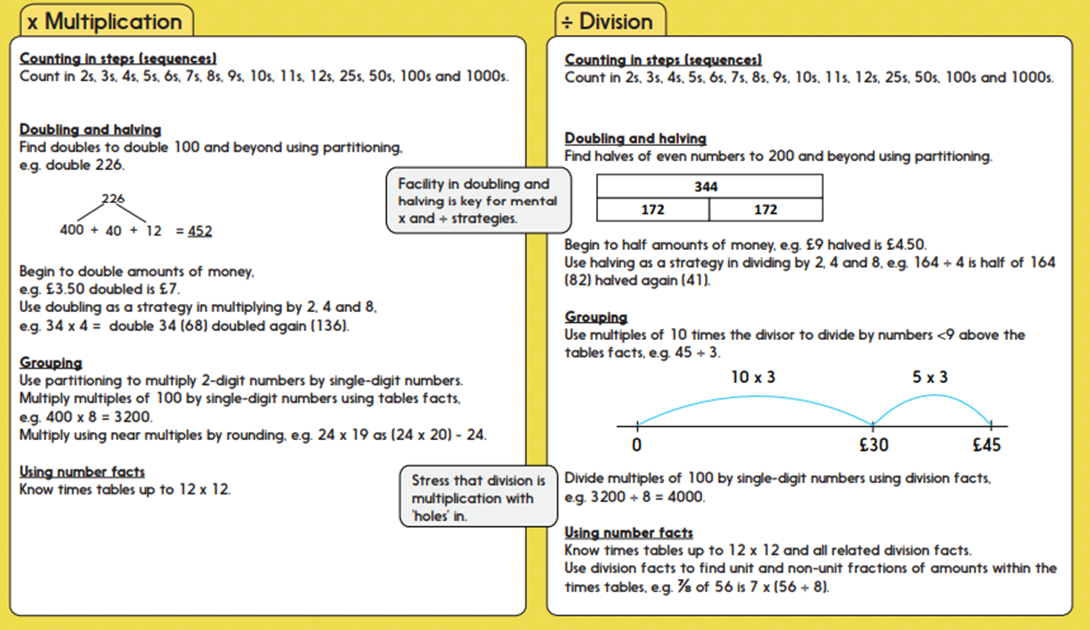 x Multiplication
Counting in steps (sequences)
Count in 2s, 3s, 4s, 5s, 6s, 7s, 8s, 9s, 10s, 11s, 12s, 25s, 50s, 100s and 1000s.
Doubling and halving
Find doubles to double 100 and beyond using partitioning,
e.g. double 226.
226
400 + 40 + 12 = 452
Begin to double amounts of money,
e.g. £3.50 doubled is £7.
Use doubling as a strategy in multiplying by 2, 4 and 8,
e.g. 34 x 4 = double 34 (68) doubled again (136).
Grouping
Use partitioning to multiply 2-digit numbers by single-digit numbers.
Multiply multiples of 100 by single-digit numbers using tables facts,
e.g. 400 x 8 = 3200.
Multiply using near multiples by rounding, e.g. 24 x 19 as (24 x 20) - 24.
Using number facts
Know times tables up to 12 x 12.
Facility in doubling and
halving is key for mental
x and ÷ strategies.
Stress that division is
multiplication with
'holes' in.
÷ Division
Counting in steps (sequences)
Count in 2s, 3s, 4s, 5s, 6s, 7s, 8s, 9s, 10s, 11s, 12s, 25s, 50s, 100s and 1000s.
Doubling and halving
Find halves of even numbers to 200 and beyond using partitioning.
344
172 172
Begin to half amounts of money, e.g. £9 halved is £4.50.
Use halving as a strategy in dividing by 2, 4 and 8, e.g. 164 ÷ 4 is half of 164
(82) halved again (41).
Grouping
Use multiples of 10 times the divisor to divide by numbers <9 above the
tables facts, e.g. 45 ÷ 3.
10 x 3 5 x 3
0 £30 £45
Divide multiples of 100 by single-digit numbers using division facts,
e.g. 3200 ÷ 8 = 4000.
Using number facts
Know times tables up to 12 x 12 and all related division facts.
Use division facts to find unit and non-unit fractions of amounts within the
times tables, e.g. ⅞ of 56 is 7 x (56 ÷ 8).